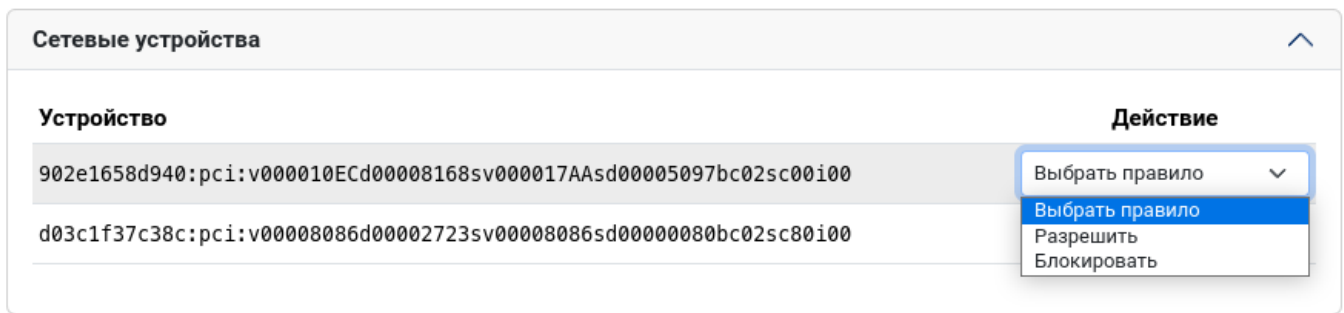 Сетевые устройства
Устройство Действие
902e1658d940:pci:v000010ECd00008168sv000017AAsd00005097bc02sc00i00 Выбрать правило
Выбрать правило
d03c1f37c38c:pci:v00008086d00002723sv00008086sd00000080bc02sc80i00 Разрешить
Блокировать